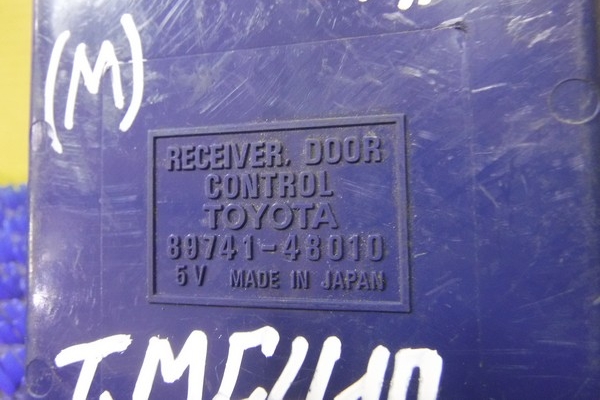 (M)
RECEIVER, DOOR
CONTROL
TOYOTA
89741-48010
5V MADE IN JAPAN